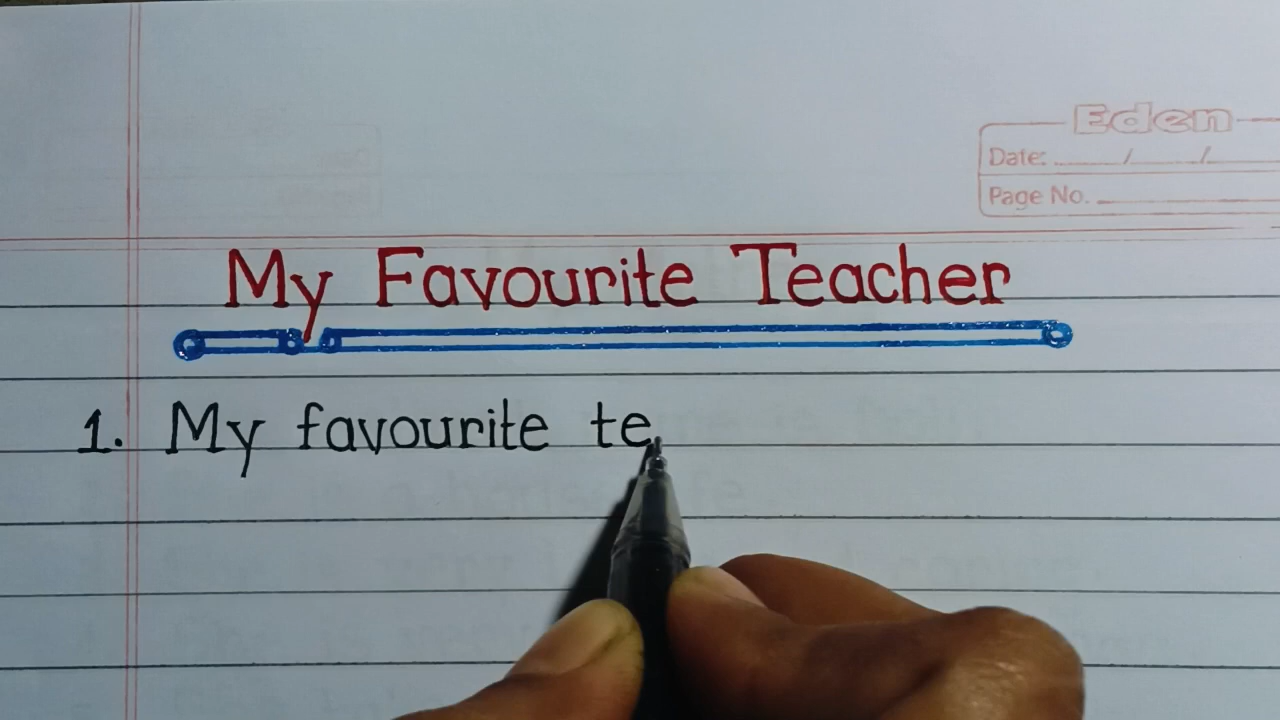 Eden
Date: ....../....../
Page No.
My Favourite Teacher
1. My favourite te